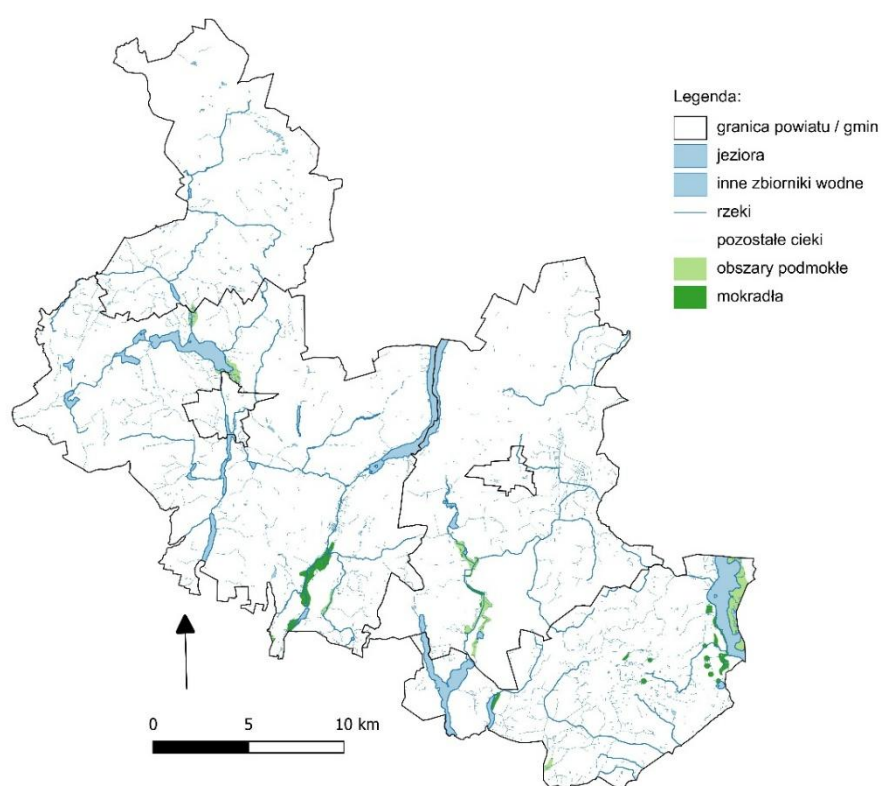 Legenda:
granica powiatu / gmin
jeziora
inne zbiorniki wodne
rzeki
pozostałe cieki
obszary podmokłe
mokradła
0 5 10 km